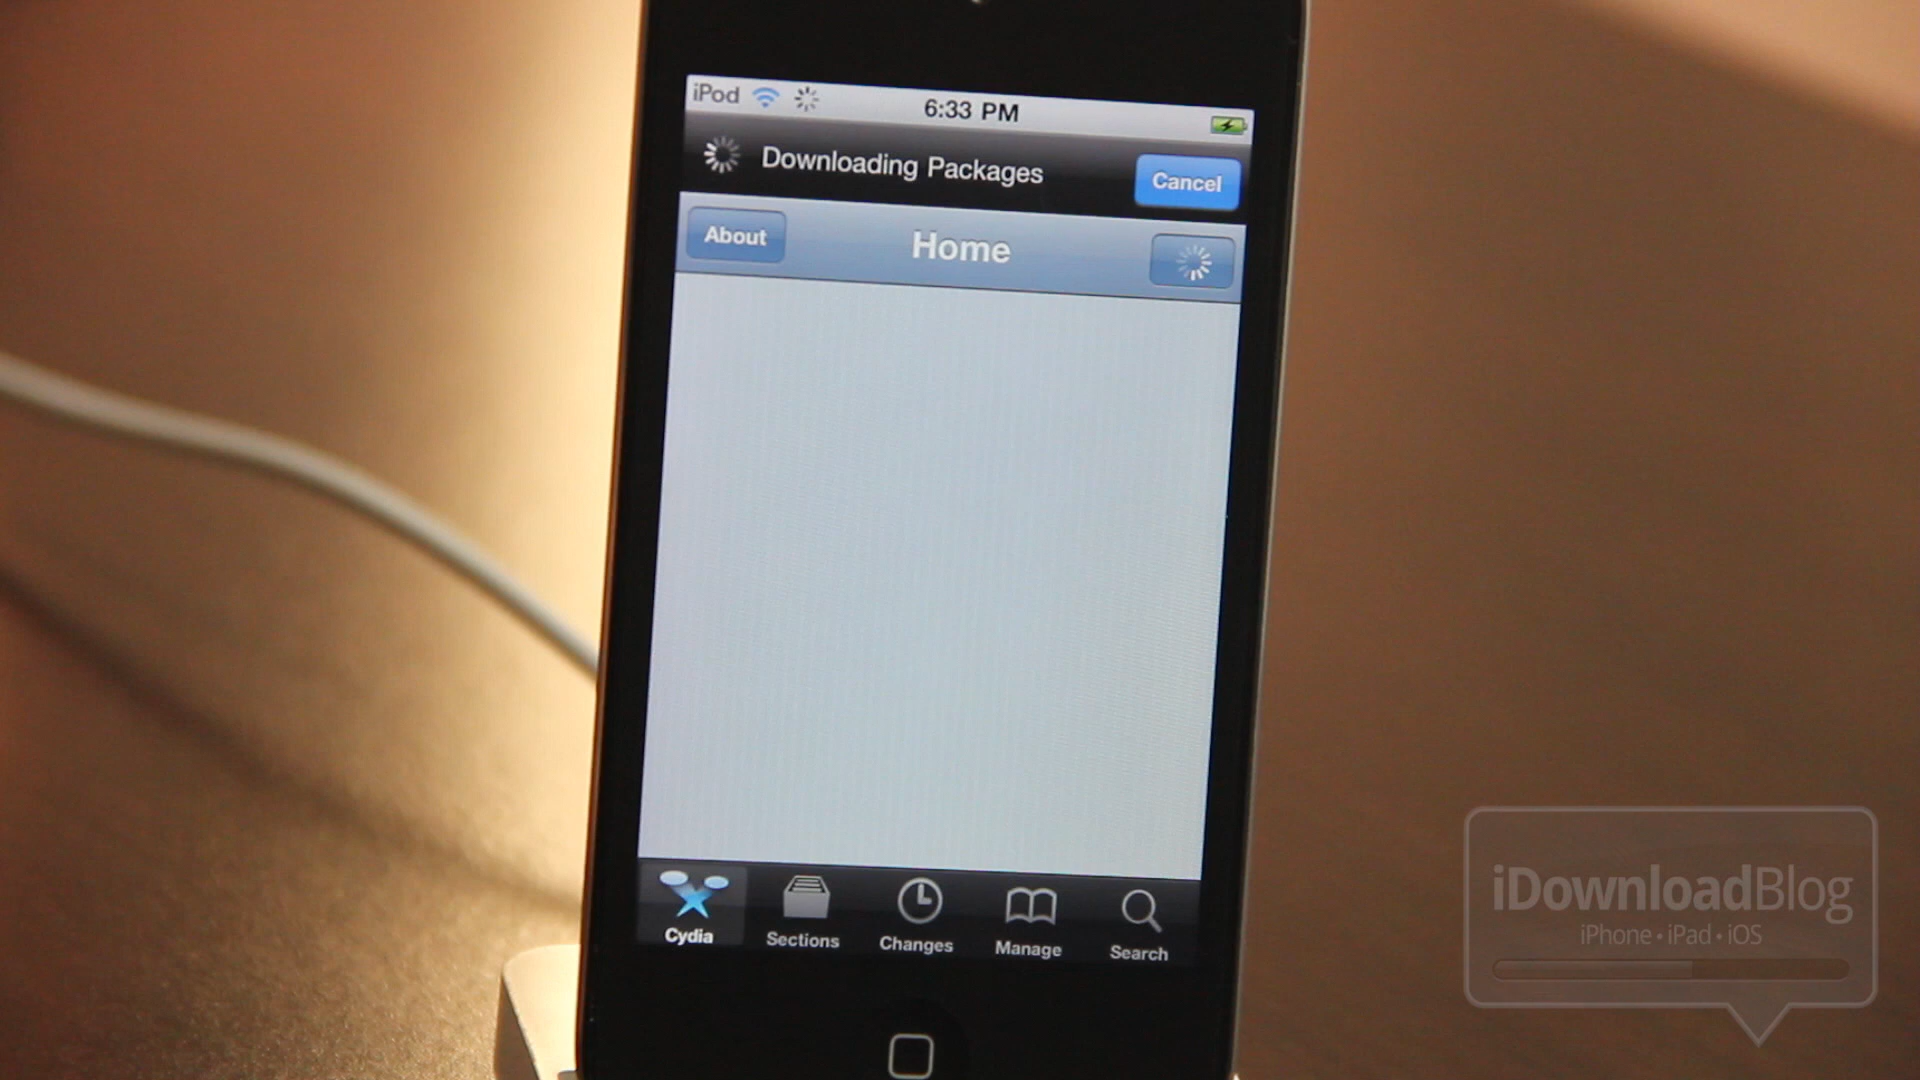 iPod
6:33 PM
Downloading Packages
Cancel
About
Home
Cydia
Sections
Changes
Manage
Search
iDownloadBlog
iPhone • iPad • iOS